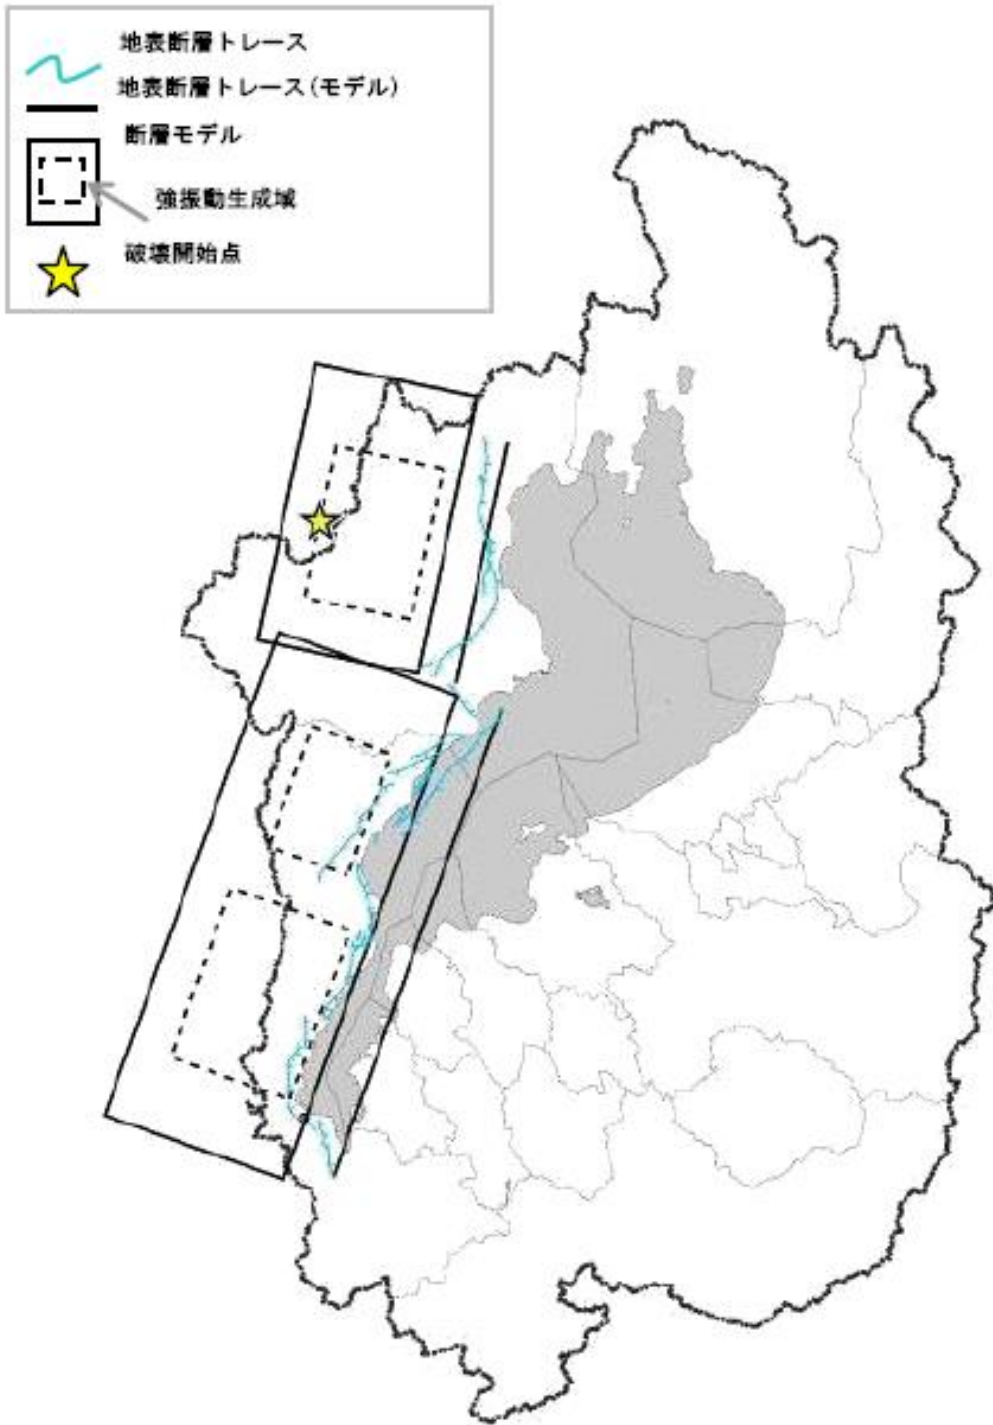 地表断層トレース
地表断層トレース(モデル)
断層モデル
強振動生成域
破壊開始点